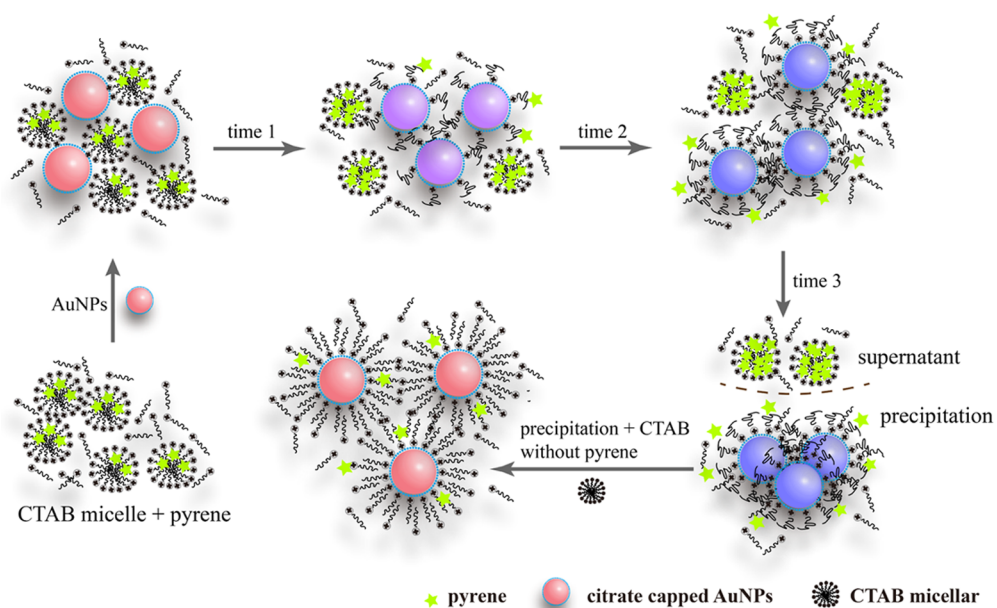 time 1
time 2
AuNPs
time 3
supernatant
precipitation
precipitation + CTAB
without pyrene
CTAB micelle + pyrene
pyrene
citrate capped AuNPs
CTAB micellar